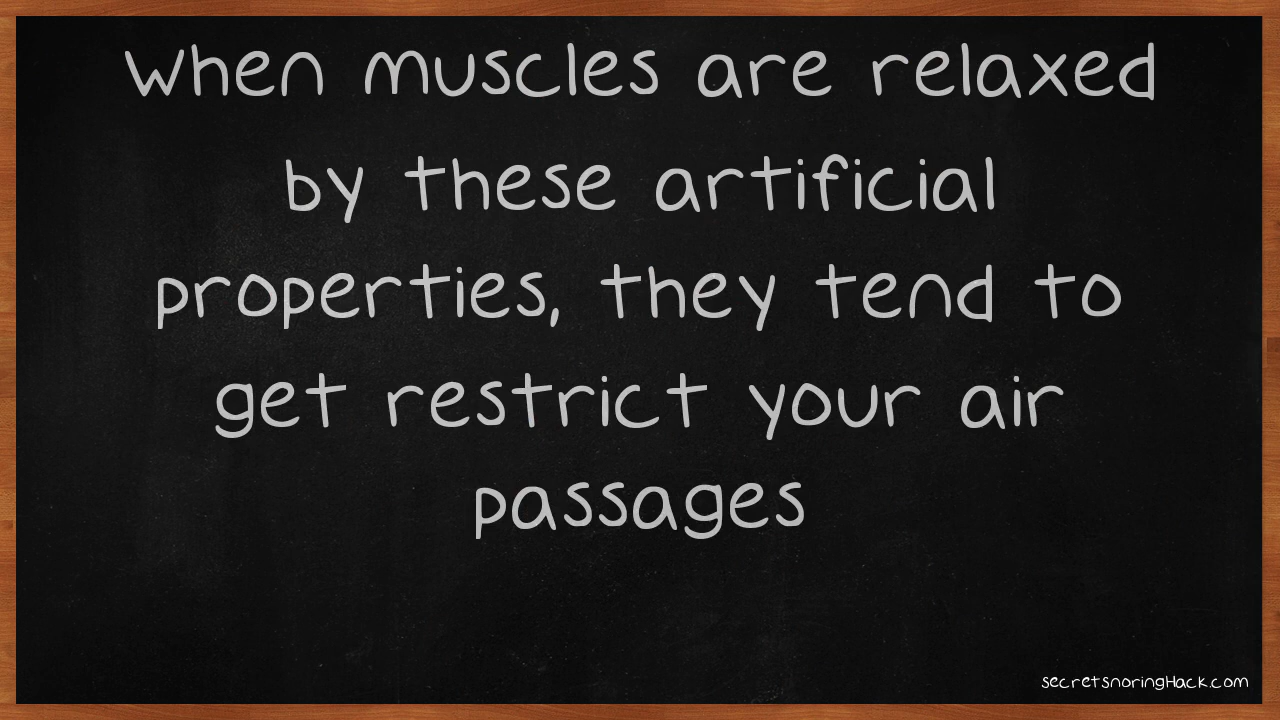 When muscles are relaxed
by these artificial
properties, they tend to
get restrict your air
passages
secretsnoringHack.com